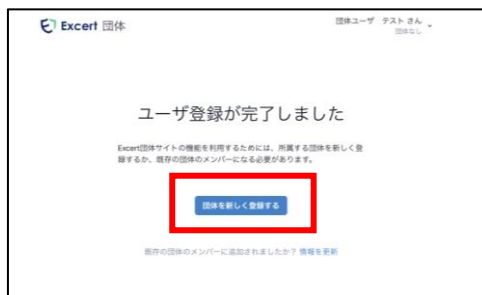 Excert 団体
団体ユーザ テスト さん
団体なし
ユーザ登録が完了しました
Excert団体サイトの機能を利用するためには、所属する団体を新しく登
録するか、既存の団体のメンバーになる必要があります。
団体を新しく登録する
既存の団体のメンバーに追加されましたか？ 情報を更新